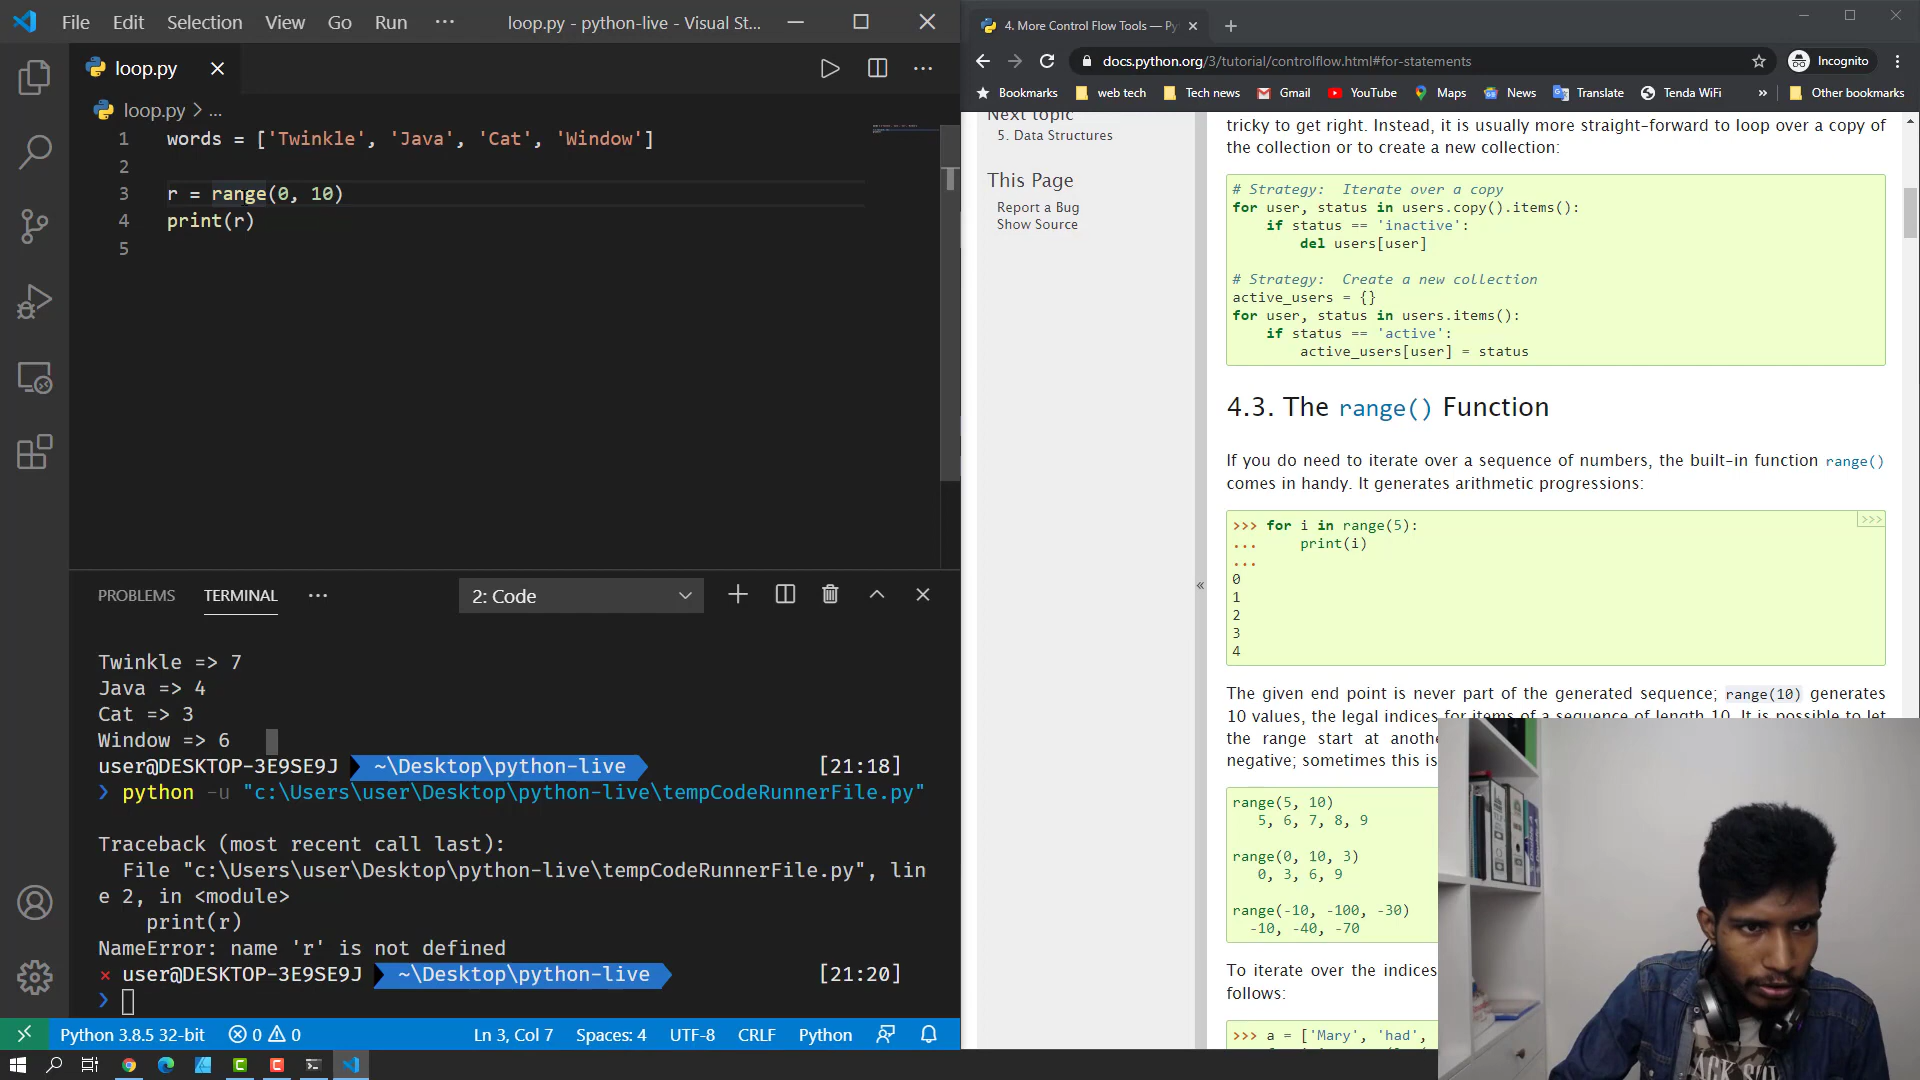 File Edit Selection View Go Run ··· loop.py - python-live - Visual St...
loop.py
loop.py > ...
1 words = ['Twinkle', 'Java', 'Cat', 'Window']
2
3 r = range(0, 10)
4 print(r)
5
PROBLEMS TERMINAL ··· 2: Code
Twinkle => 7
Java => 4
Cat => 3
Window => 6
user@DESKTOP-3E9SE9J ~\Desktop\python-live [21:18]
❯ python -u "c:\Users\user\Desktop\python-live\tempCodeRunnerFile.py"
Traceback (most recent call last):
File "c:\Users\user\Desktop\python-live\tempCodeRunnerFile.py", lin
e 2, in <module>
print(r)
NameError: name 'r' is not defined
× user@DESKTOP-3E9SE9J ~\Desktop\python-live [21:20]
❯
Python 3.8.5 32-bit 0 0 Ln 3, Col 7 Spaces: 4 UTF-8 CRLF Python
4. More Control Flow Tools — Py
docs.python.org/3/tutorial/controlflow.html#for-statements Incognito
Bookmarks web tech Tech news Gmail YouTube Maps News Translate Tenda WiFi » Other bookmarks
Next topic
5. Data Structures
This Page
Report a Bug
Show Source
«
tricky to get right. Instead, it is usually more straight-forward to loop over a copy of
the collection or to create a new collection:
# Strategy:  Iterate over a copy
for user, status in users.copy().items():
if status == 'inactive':
del users[user]
# Strategy:  Create a new collection
active_users = {}
for user, status in users.items():
if status == 'active':
active_users[user] = status
4.3. The range() Function
If you do need to iterate over a sequence of numbers, the built-in function range()
comes in handy. It generates arithmetic progressions:
>>>
>>> for i in range(5):
... print(i)
...
0
1
2
3
4
The given end point is never part of the generated sequence; range(10) generates
10 values, the legal indices for items of a sequence of length 10. It is possible to let
the range start at anothe
negative; sometimes this is
range(5, 10)
5, 6, 7, 8, 9
range(0, 10, 3)
0, 3, 6, 9
range(-10, -100, -30)
-10, -40, -70
To iterate over the indices
follows:
>>> a = ['Mary', 'had',